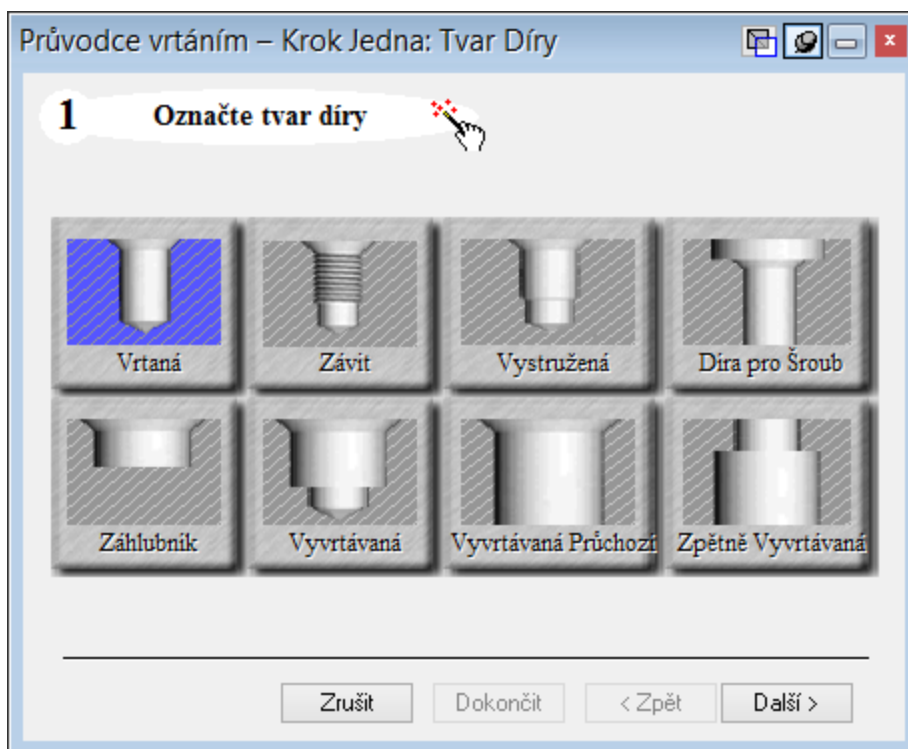 Průvodce vrtáním – Krok Jedna: Tvar Díry
1 Označte tvar díry
Vrtaná Závit Vystružená Díra pro Šroub
Záhlubník Vyvrtávaná Vyvrtávaná Průchozí Zpětně Vyvrtávaná
Zrušit Dokončit < Zpět Další >